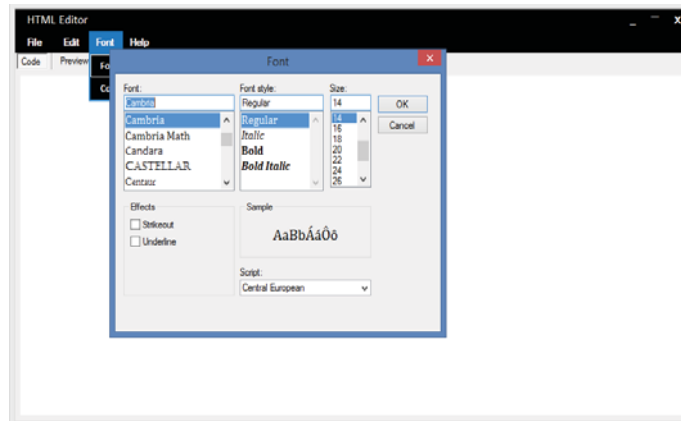 HTML Editor
File Edit Font Help
Code Preview
Fo
Co
Font
x
Font: Font style: Size:
Cambria Regular 14 OK
Cambria Regular 14 Cancel
Cambria Math Italic 16
Candara Bold 18
CASTELLAR Bold Italic 20
Centaur 22
24
26
Effects Sample
Strikeout AaBbÁáÔô
Underline
Script:
Central European